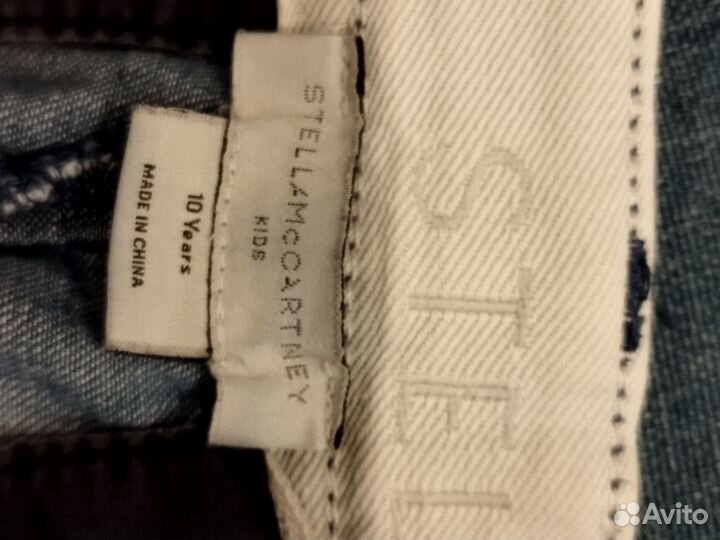 STELLAMcCARTNEY
KIDS
10 Years
MADE IN CHINA
STEL
Avito